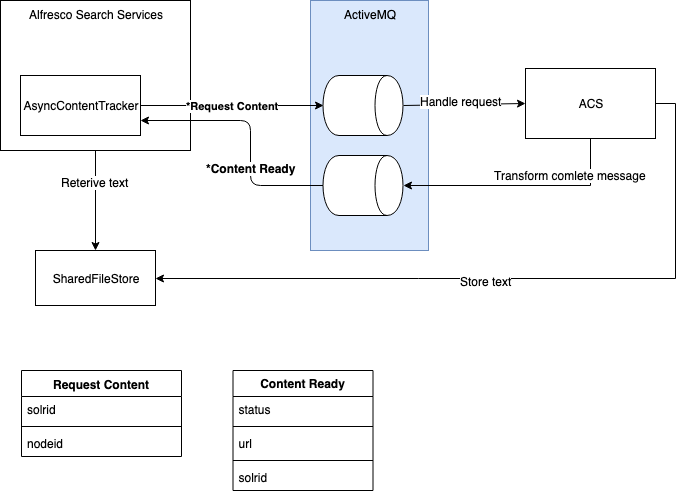 Alfresco Search Services
ActiveMQ
AsyncContentTracker
*Request Content
Handle request
ACS
*Content Ready
Transform comlete message
Reterive text
SharedFileStore
Store text
Request Content
solrid
nodeid
Content Ready
status
url
solrid